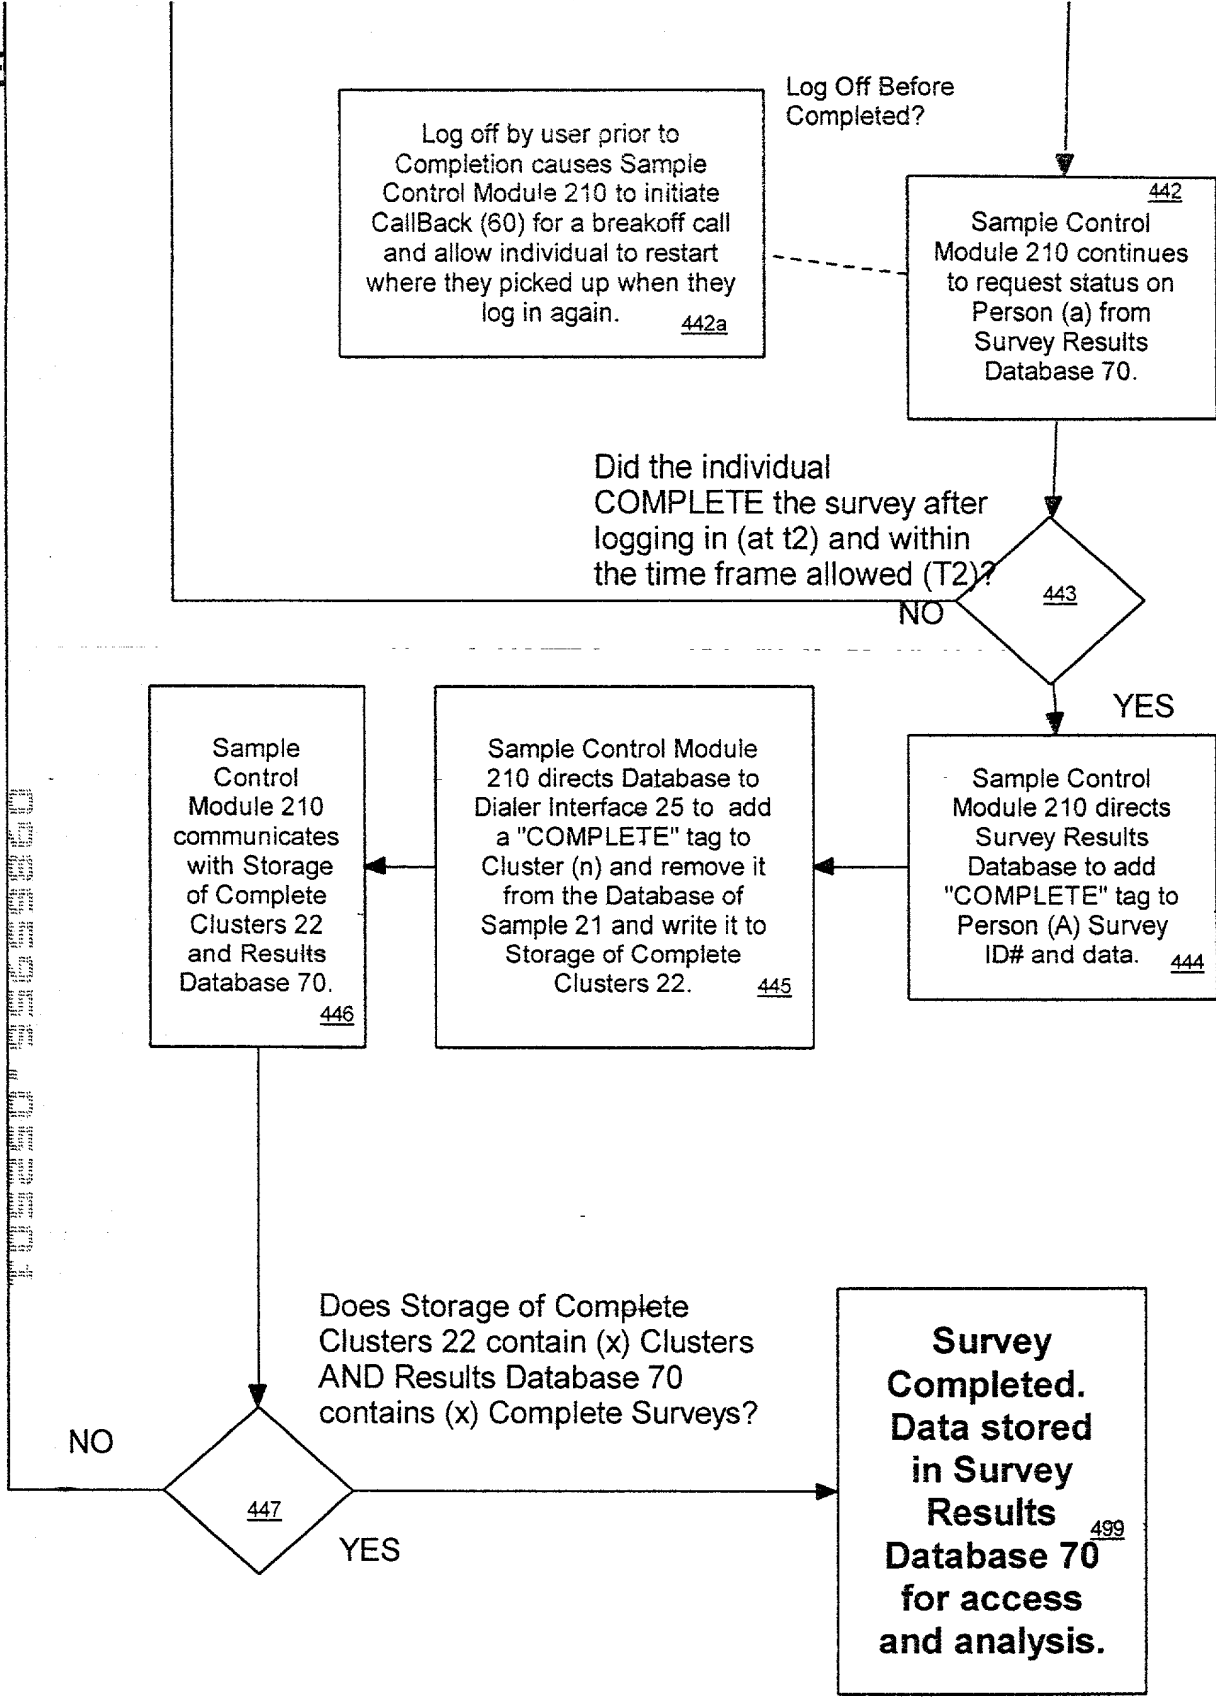 Log Off Before
Completed?
Log off by user prior to
Completion causes Sample
Control Module 210 to initiate
CallBack (60) for a breakoff call
and allow individual to restart
where they picked up when they
log in again.
442a
442
Sample Control
Module 210 continues
to request status on
Person (a) from
Survey Results
Database 70.
Did the individual
COMPLETE the survey after
logging in (at t2) and within
the time frame allowed (T2)?
443
NO
YES
Sample Control
Module 210 directs
Survey Results
Database to add
"COMPLETE" tag to
Person (A) Survey
ID# and data.
444
Sample Control Module
210 directs Database to
Dialer Interface 25 to add
a "COMPLETE" tag to
Cluster (n) and remove it
from the Database of
Sample 21 and write it to
Storage of Complete
Clusters 22.
445
Sample
Control
Module 210
communicates
with Storage
of Complete
Clusters 22
and Results
Database 70.
446
Does Storage of Complete
Clusters 22 contain (x) Clusters
AND Results Database 70
contains (x) Complete Surveys?
NO
447
YES
Survey
Completed.
Data stored
in Survey
Results
499
Database 70
for access
and analysis.